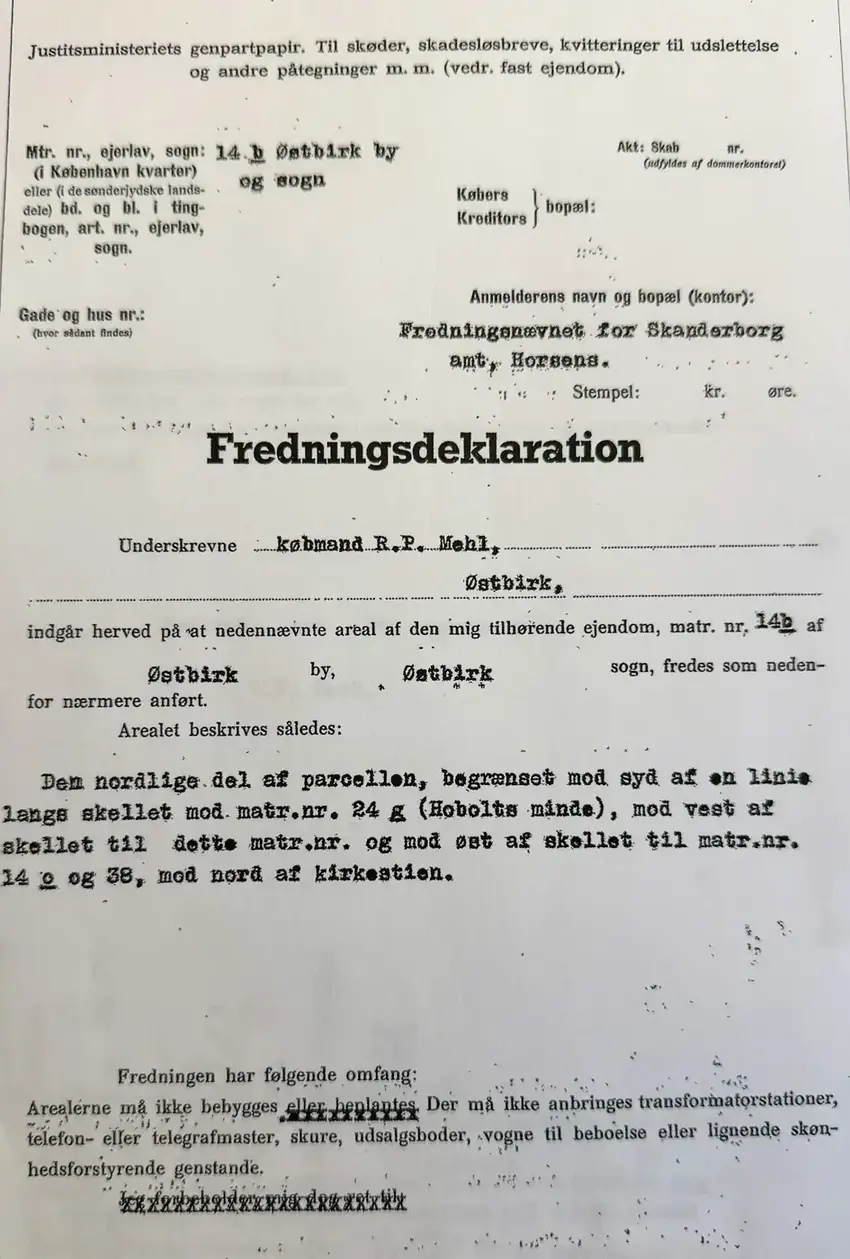 Justitsministeriets genpartpapir. Til skøder, skadesløsbreve, kvitteringer til udslettelse
og andre påtegninger m. m. (vedr. fast ejendom).
Mtr. nr., ejerlav, sogn: 14 b Østbirk by
(i København kvarter) og sogn
eller (i de sønderjydske lands-
dele) bd. og bl. i ting-
bogen, art. nr., ejerlav,
sogn.
Akt: Skab nr.
(udfyldes af dommerkontoret)
Købers
Kreditors } bopæl:
Gade og hus nr.:
(hvor sådant findes)
Anmelderens navn og bopæl (kontor):
Fredningsnævnet for Skanderborg
amt, Horsens.
Stempel: kr. øre.
Fredningsdeklaration
Underskrevne købmand R.P. Mehl,
Østbirk,
indgår herved på at nedennævnte areal af den mig tilhørende ejendom, matr. nr. 14b af
Østbirk by, Østbirk sogn, fredes som neden-
for nærmere anført.
Arealet beskrives således:
Den nordlige del af parcellen, begrænset mod syd af en linie
langs skellet mod matr.nr. 24 g (Hobolts minde), mod vest af
skellet til dette matr.nr. og mod øst af skellet til matr.nr.
14 o og 38, mod nord af kirkestien.
Fredningen har følgende omfang:
Arealerne må ikke bebygges eller beplantes. Der må ikke anbringes transformatorstationer,
telefon- eller telegrafmaster, skure, udsalgsboder, vogne til beboelse eller lignende skøn-
hedsforstyrende genstande.
Jeg forbeholder mig dog ret til: